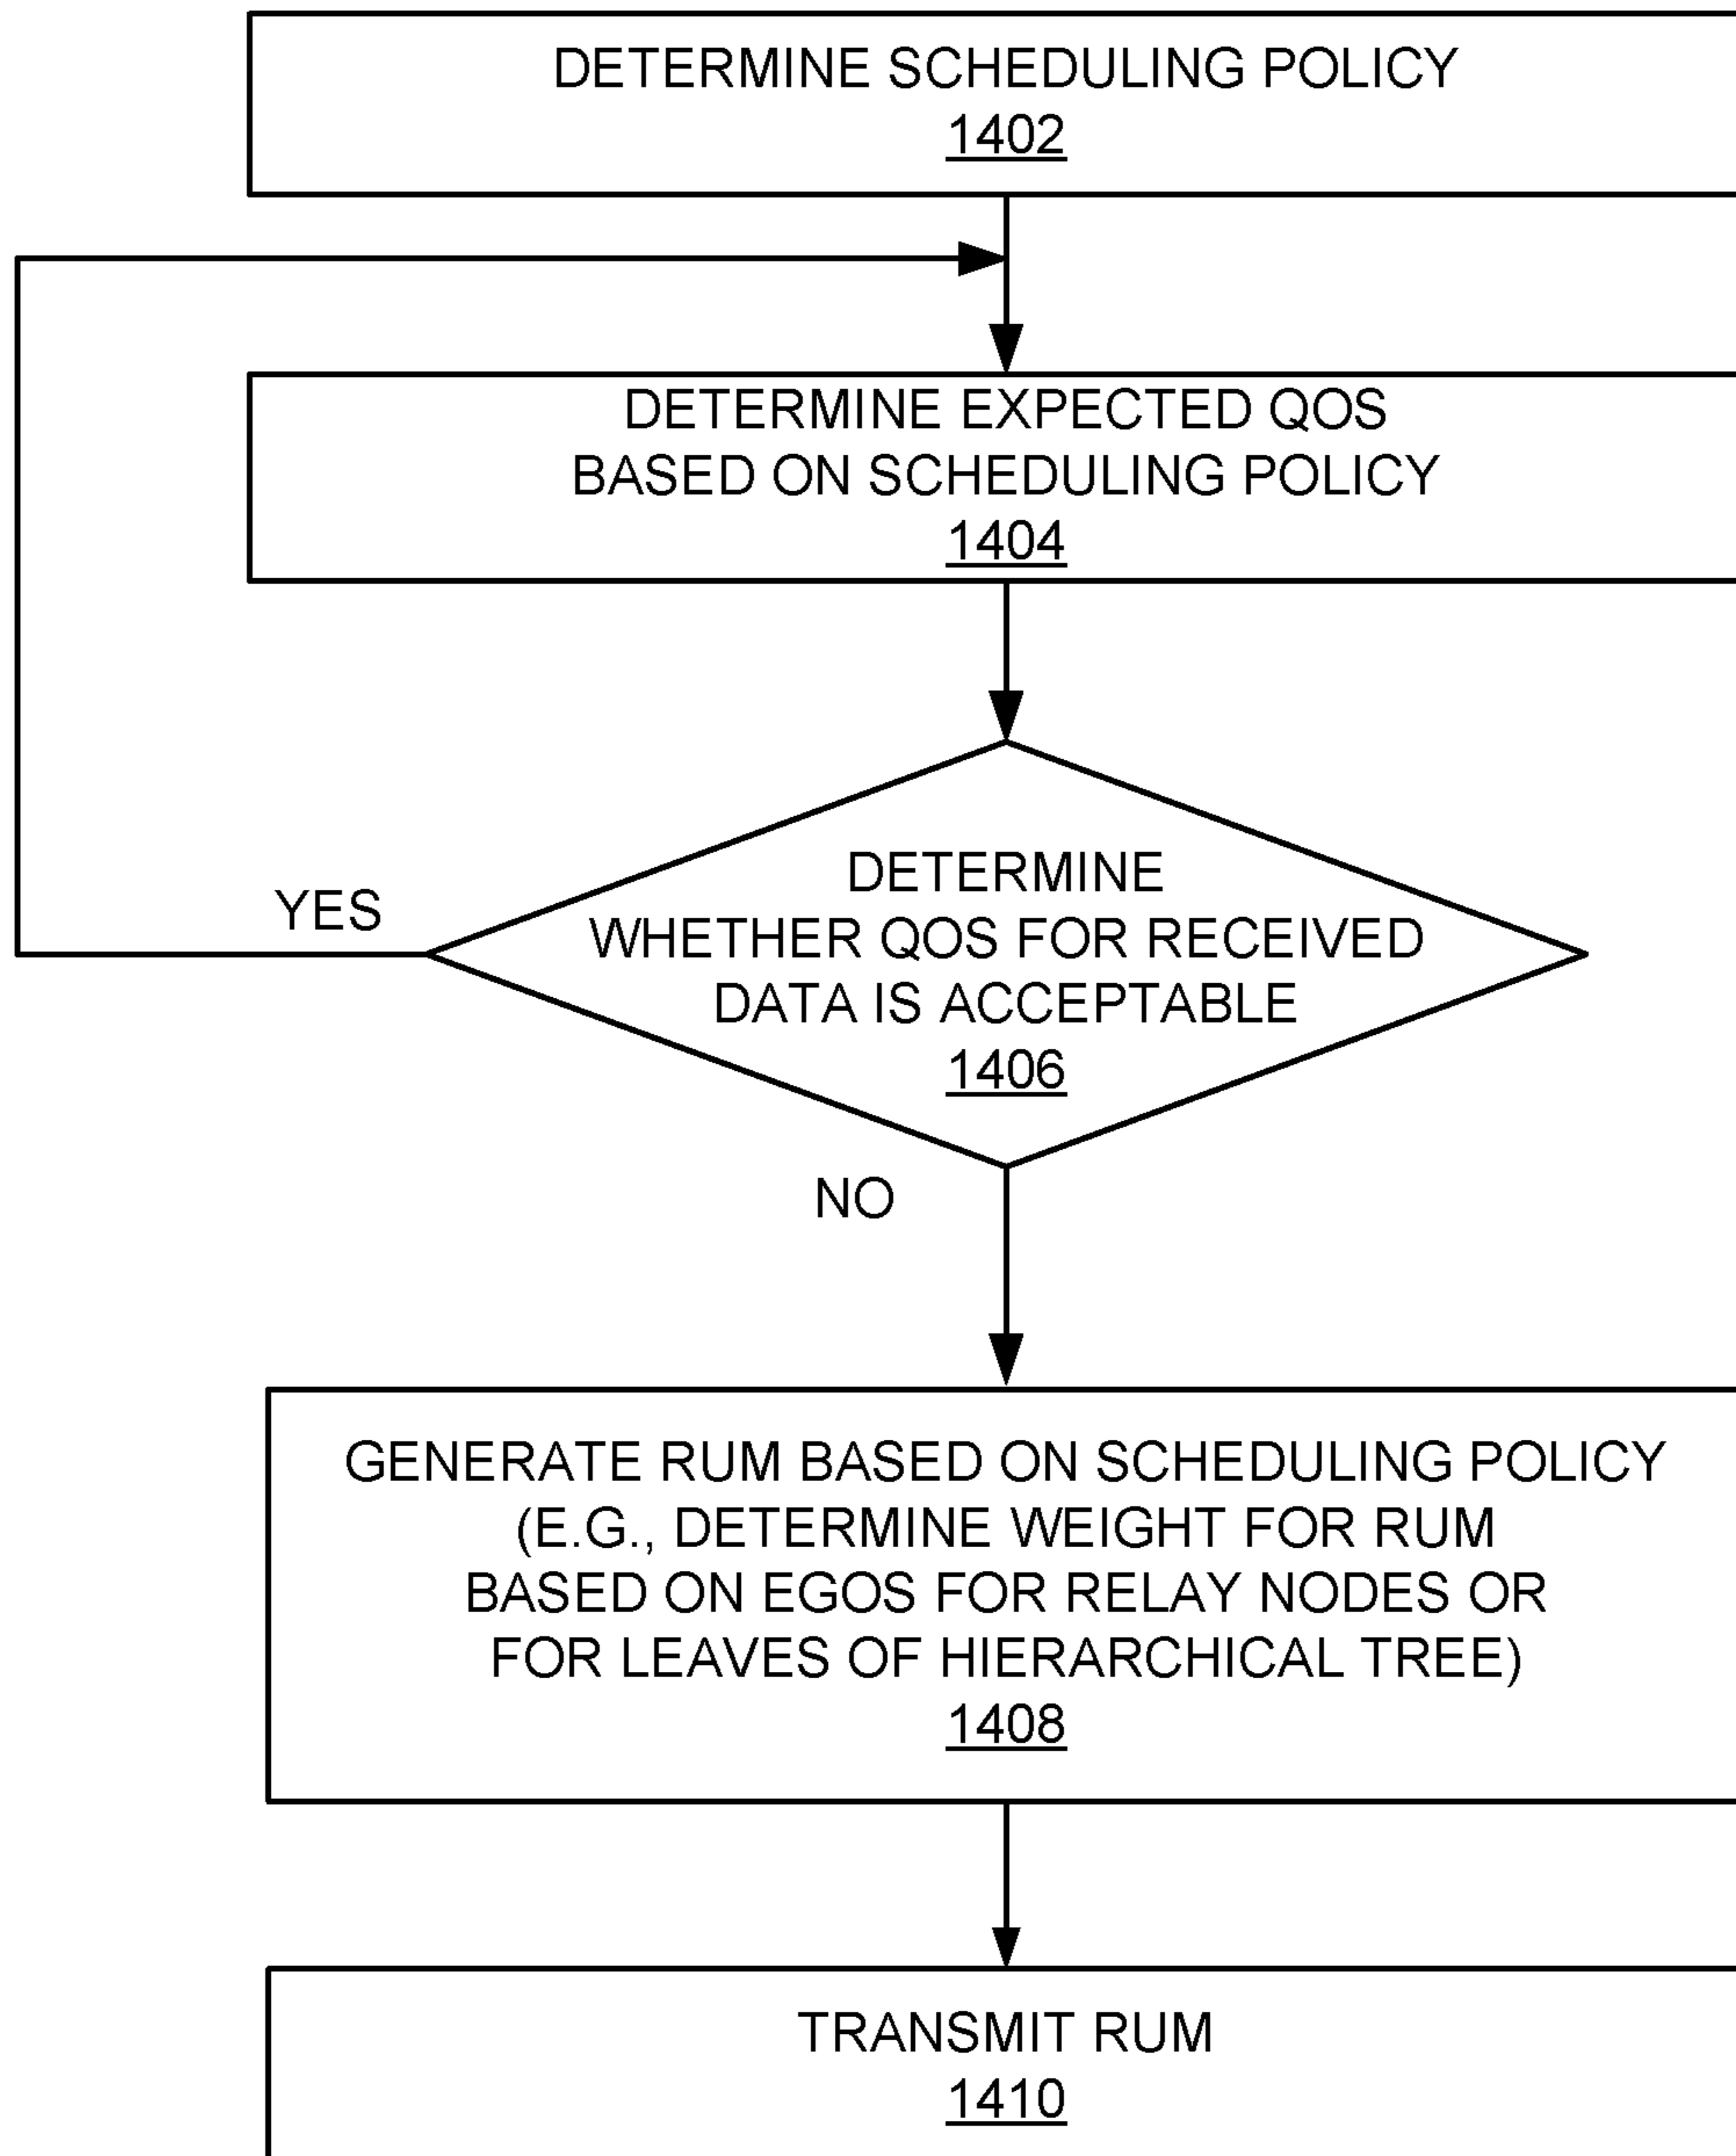 DETERMINE SCHEDULING POLICY
1402
DETERMINE EXPECTED QOS
BASED ON SCHEDULING POLICY
1404
DETERMINE
WHETHER QOS FOR RECEIVED
DATA IS ACCEPTABLE
1406
YES
NO
GENERATE RUM BASED ON SCHEDULING POLICY
(E.G., DETERMINE WEIGHT FOR RUM
BASED ON EGOS FOR RELAY NODES OR
FOR LEAVES OF HIERARCHICAL TREE)
1408
TRANSMIT RUM
1410